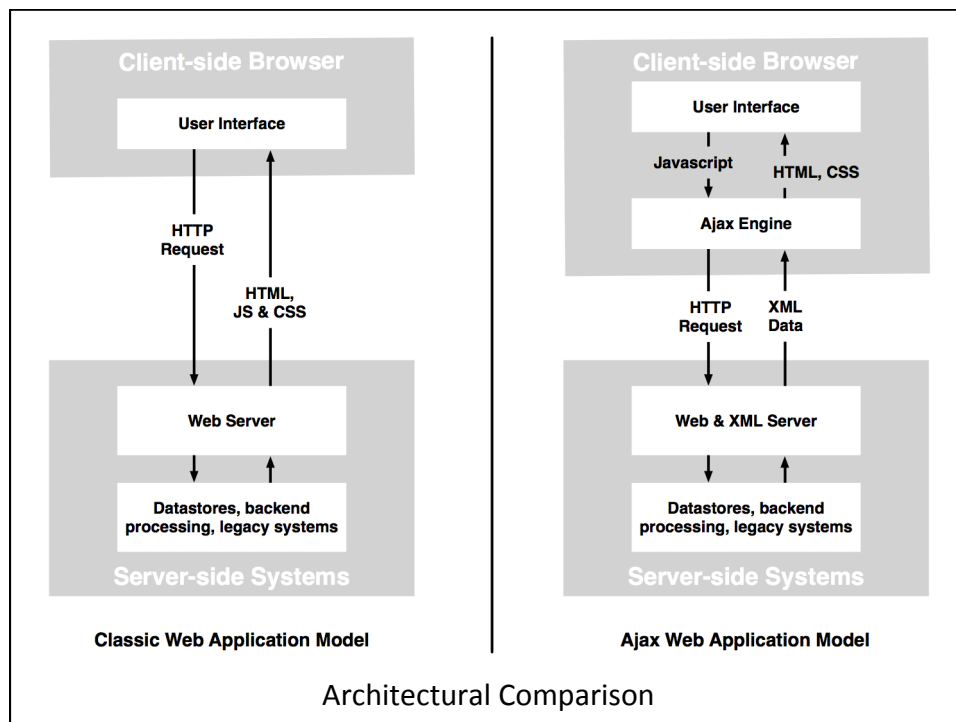 Client-side Browser
User Interface
HTTP
Request
HTML,
JS & CSS
Web Server
Datastores, backend
processing, legacy systems
Server-side Systems
Classic Web Application Model
Client-side Browser
User Interface
Javascript
HTML, CSS
Ajax Engine
HTTP
Request
XML
Data
Web & XML Server
Datastores, backend
processing, legacy systems
Server-side Systems
Ajax Web Application Model
Architectural Comparison